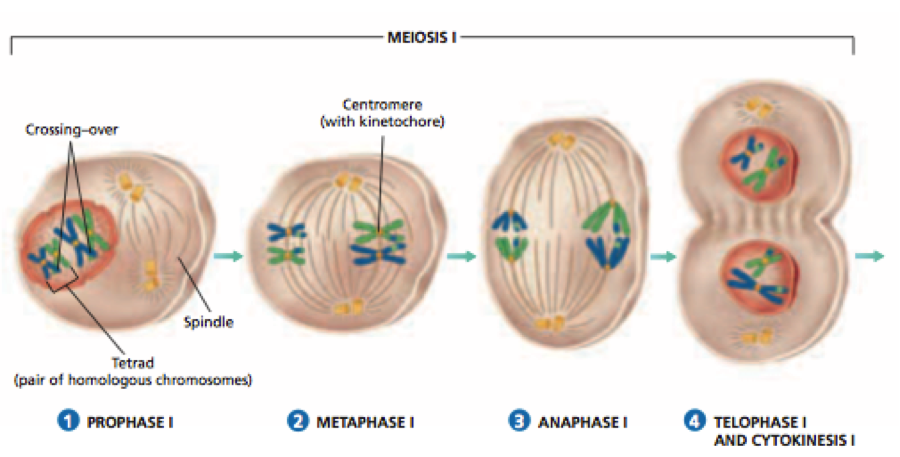 MEIOSIS I
Centromere
(with kinetochore)
Crossing–over
Spindle
Tetrad
(pair of homologous chromosomes)
1 PROPHASE I
2 METAPHASE I
3 ANAPHASE I
4 TELOPHASE I
AND CYTOKINESIS I